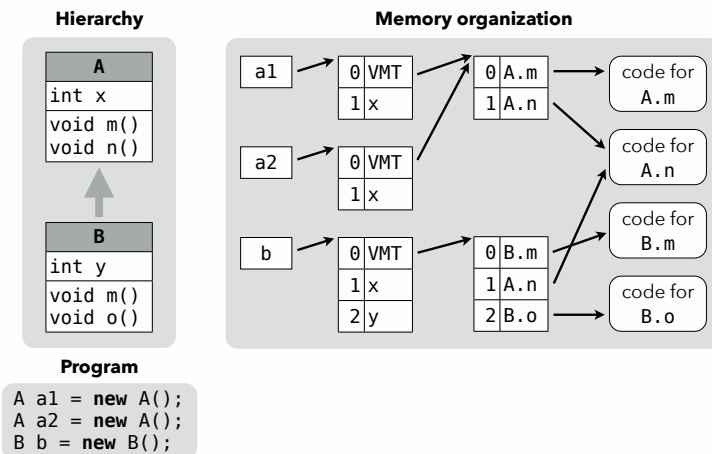 Hierarchy
A
int x
void m()
void n()
B
int y
void m()
void o()
Program
A a1 = new A();
A a2 = new A();
B b = new B();
Memory organization
a1
0 VMT
1 x
a2
0 VMT
1 x
b
0 VMT
1 x
2 y
0 A.m
1 A.n
0 B.m
1 A.n
2 B.o
code for
A.m
code for
A.n
code for
B.m
code for
B.o